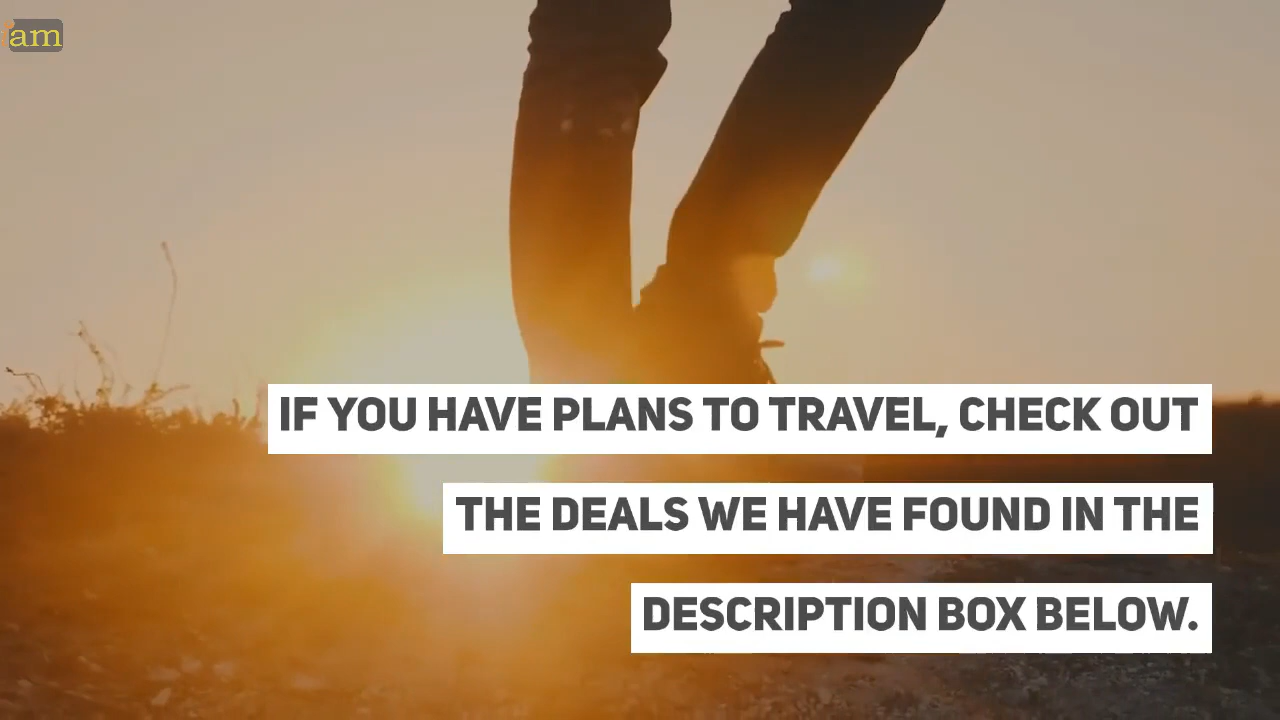 iam
IF YOU HAVE PLANS TO TRAVEL, CHECK OUT
THE DEALS WE HAVE FOUND IN THE
DESCRIPTION BOX BELOW.